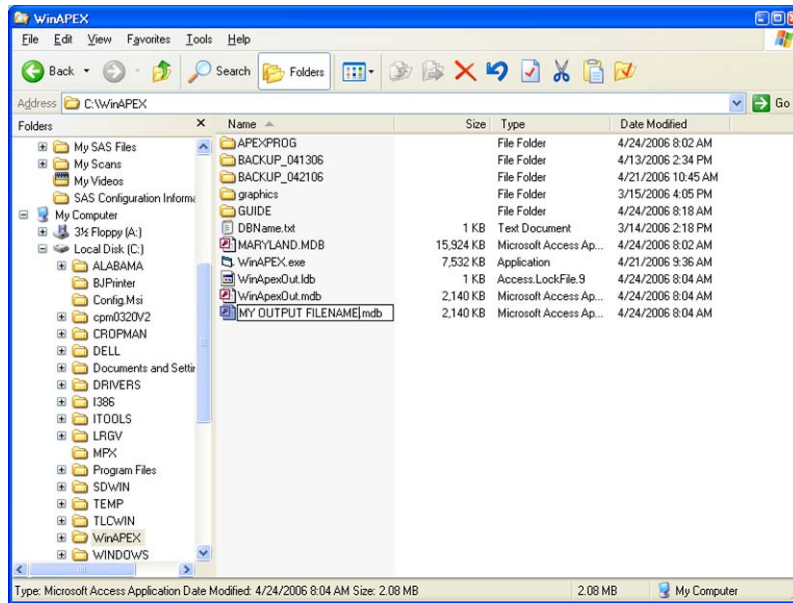 WinAPEX
File Edit View Favorites Tools Help
Back Search Folders
Address C:\WinAPEX Go
Folders x
My SAS Files
My Scans
My Videos
SAS Configuration Informa
My Computer
3½ Floppy (A:)
Local Disk (C:)
ALABAMA
BJPrinter
Config.Msi
cpm0320V2
CROPMAN
DELL
Documents and Settin
DRIVERS
I386
ITOOLS
LRGV
MPX
Program Files
SDWIN
TEMP
TLCWIN
WinAPEX
WINDOWS
Name Size Type Date Modified
APEXPROG File Folder 4/24/2006 8:02 AM
BACKUP_041306 File Folder 4/13/2006 2:34 PM
BACKUP_042106 File Folder 4/21/2006 10:45 AM
graphics File Folder 3/15/2006 4:05 PM
GUIDE File Folder 4/24/2006 8:18 AM
DBName.txt 1 KB Text Document 3/14/2006 2:18 PM
MARYLAND.MDB 15,924 KB Microsoft Access Ap... 4/24/2006 8:02 AM
WinAPEX.exe 7,532 KB Application 4/21/2006 9:36 AM
WinApexOut.ldb 1 KB Access.LockFile.9 4/24/2006 8:04 AM
WinApexOut.mdb 2,140 KB Microsoft Access Ap... 4/24/2006 8:04 AM
MY OUTPUT FILENAME.mdb 2,140 KB Microsoft Access Ap... 4/24/2006 8:04 AM
Type: Microsoft Access Application Date Modified: 4/24/2006 8:04 AM Size: 2.08 MB 2.08 MB My Computer